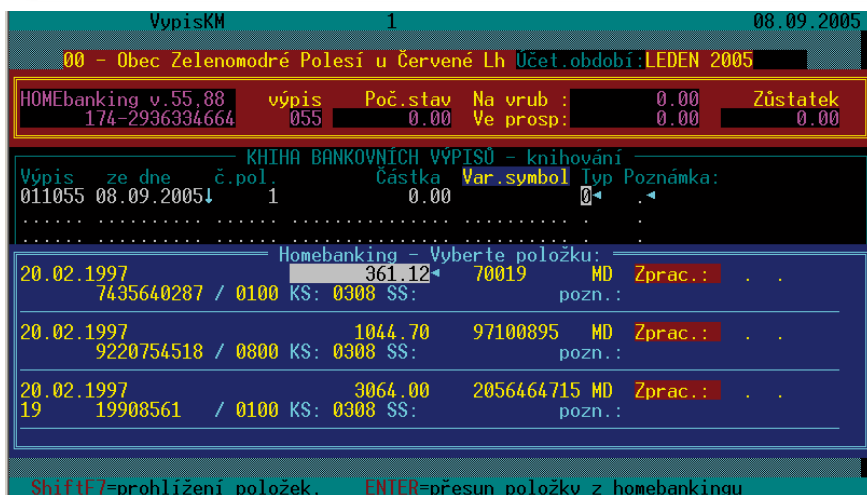 VypisKM 1 08.09.2005
00 - Obec Zelenomodré Polesí u Červené Lh Účet.období:LEDEN 2005
HOMEbanking v.55,88 výpis Poč.stav Na vrub : 0.00 Zůstatek
174-2936334664 055 0.00 Ve prosp: 0.00 0.00
KHIHA BANKOVNÍCH VÝPISŮ - knihování
Výpis ze dne č.pol. Částka Var.symbol Typ Poznámka:
011055 08.09.2005↓ 1 0.00 0◄ .◄
...... .......... ...... ................ .......... . .
...... .......... ...... ................ .......... . .
Homebanking - Vyberte položku:
20.02.1997 361.12◄ 70019 MD Zprac.: . .
7435640287 / 0100 KS: 0308 SS: pozn.:
20.02.1997 1044.70 97100895 MD Zprac.: . .
9220754518 / 0800 KS: 0308 SS: pozn.:
20.02.1997 3064.00 2056464715 MD Zprac.: . .
19 19908561 / 0100 KS: 0308 SS: pozn.:
ShiftF7=prohlížení položek. ENTER=přesun položky z homebankingu